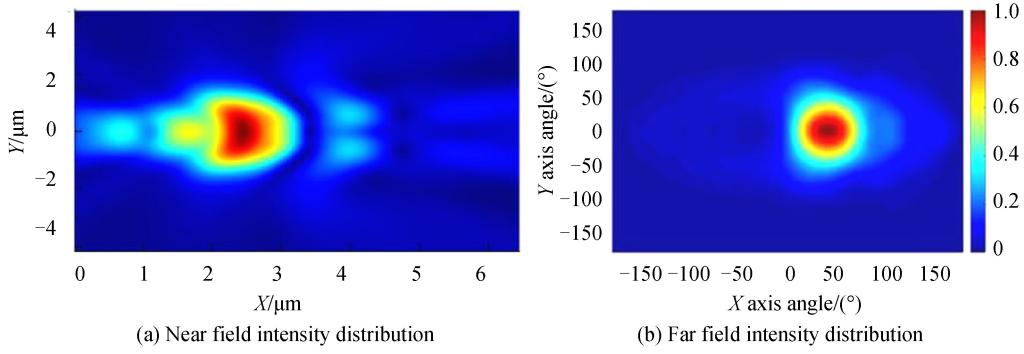 4
2
0
−2
−4
Y/μm
0 1 2 3 4 5 6
X/μm
(a) Near field intensity distribution
150
100
50
0
−50
−100
−150
Y axis angle/(°)
−150 −100 −50 0 50 100 150
X axis angle/(°)
(b) Far field intensity distribution
1.0
0.8
0.6
0.4
0.2
0